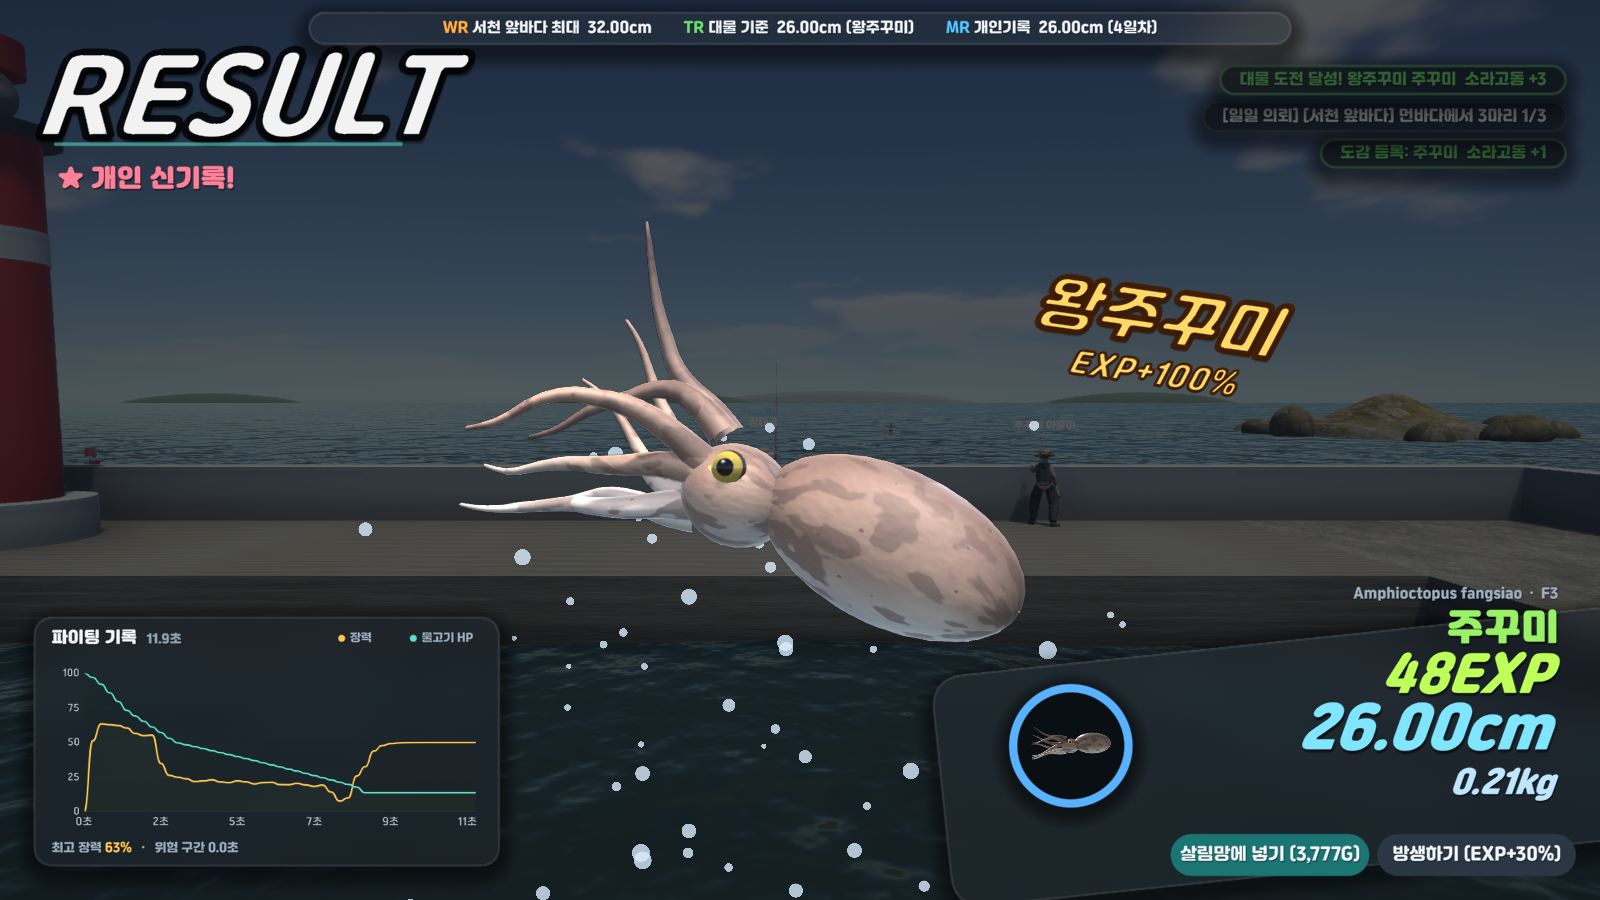 WR 서천 앞바다 최대 32.00cm TR 대물 기준 26.00cm (왕주꾸미) MR 개인기록 26.00cm (4일차)
RESULT
★ 개인 신기록!
대물 도전 달성! 왕주꾸미 주꾸미 소라고동 +3
[일일 의뢰] [서천 앞바다] 먼바다에서 3마리 1/3
도감 등록: 주꾸미 소라고동 +1
왕주꾸미
EXP+100%
파이팅 기록 11.9초
장력 물고기 HP
100
75
50
25
0
0초 2초 5초 7초 9초 11초
최고 장력 63% · 위험 구간 0.0초
Amphioctopus fangsiao · F3
주꾸미
48EXP
26.00cm
0.21kg
살림망에 넣기 (3,777G) 방생하기 (EXP+30%)